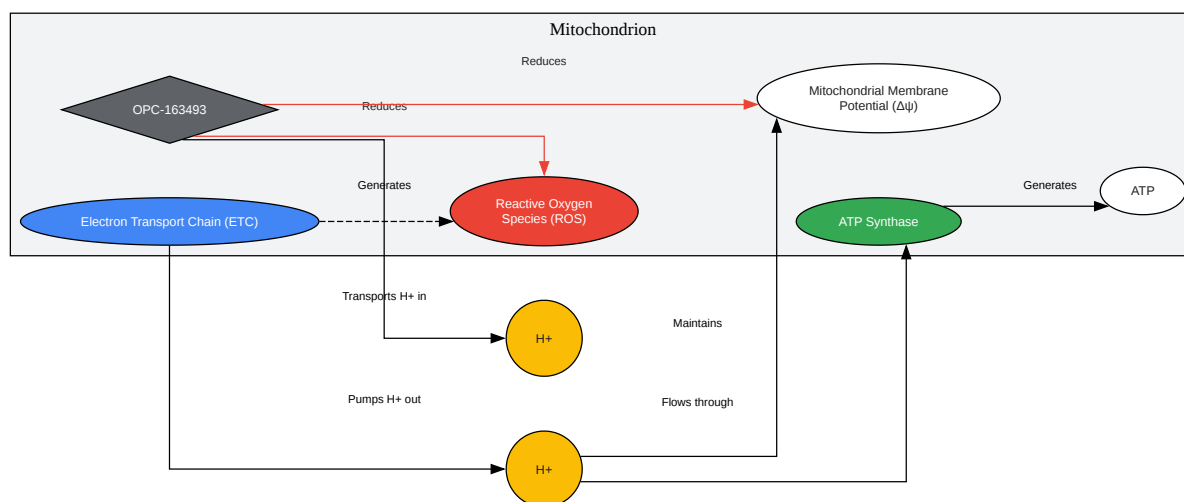 Mitochondrion
Reduces
OPC-163493
Mitochondrial Membrane
Potential (Δψ)
Reduces
Generates
Reactive Oxygen
Species (ROS)
Electron Transport Chain (ETC)
Generates
ATP
ATP Synthase
Transports H+ in
H+
Maintains
Pumps H+ out
Flows through
H+